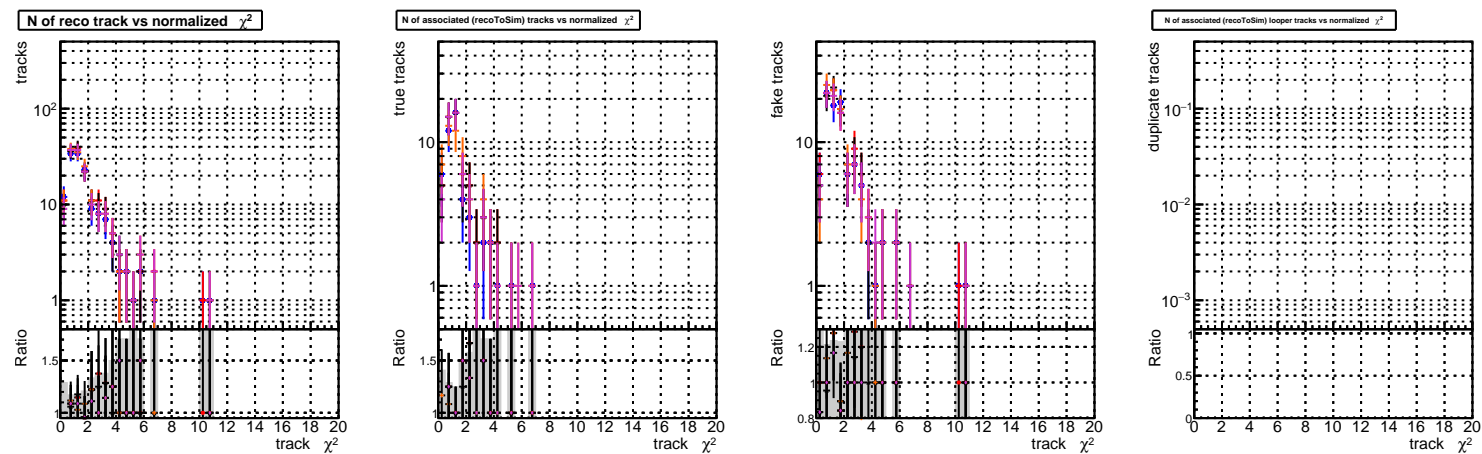 N of reco track vs normalized χ²
tracks
10²
10
1
Ratio
1.5
1
0 2 4 6 8 10 12 14 16 18 20
track χ²
N of associated (recoToSim) tracks vs normalized χ²
true tracks
10
1
Ratio
1.5
1
0 2 4 6 8 10 12 14 16 18 20
track χ²
fake tracks
10
1
Ratio
1.2
1
0.8
0 2 4 6 8 10 12 14 16 18 20
track χ²
N of associated (recoToSim) looper tracks vs normalized χ²
duplicate tracks
10⁻¹
10⁻²
10⁻³
Ratio
1
0.5
0
0 2 4 6 8 10 12 14 16 18 20
track χ²